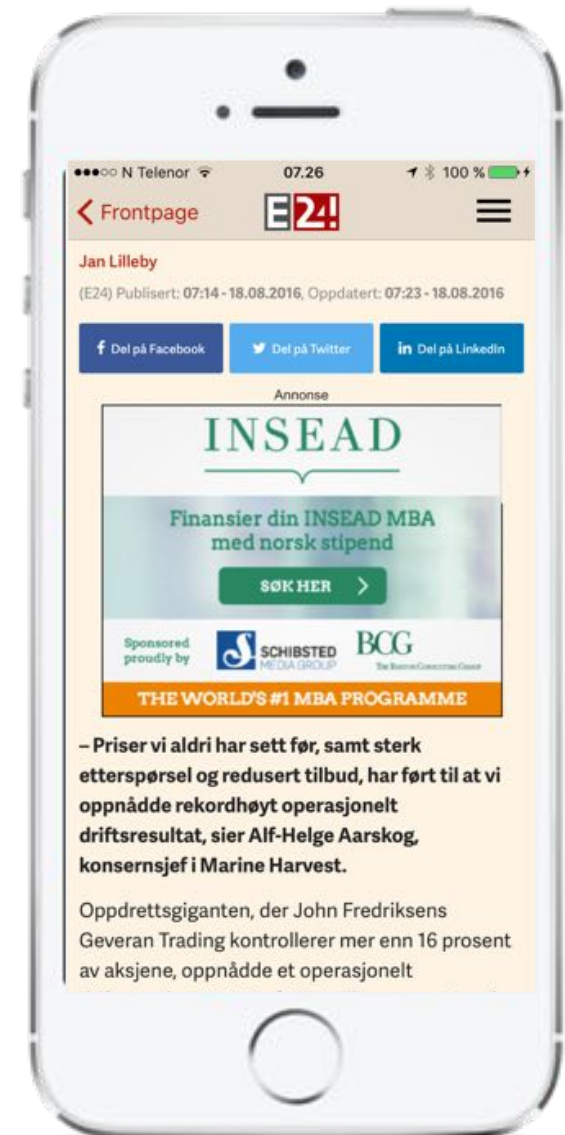 N Telenor 07.26 100 %
Frontpage E24!
Jan Lilleby
(E24) Publisert: 07:14 - 18.08.2016, Oppdatert: 07:23 - 18.08.2016
f Del på Facebook Del på Twitter in Del på LinkedIn
Annonse
INSEAD
Finansier din INSEAD MBA
med norsk stipend
SØK HER
Sponsored
proudly by
SCHIBSTED
MEDIA GROUP
BCG
The Boston Consulting Group
THE WORLD'S #1 MBA PROGRAMME
– Priser vi aldri har sett før, samt sterk
etterspørsel og redusert tilbud, har ført til at vi
oppnådde rekordhøyt operasjonelt
driftsresultat, sier Alf-Helge Aarskog,
konsernsjef i Marine Harvest.
Oppdrettsgiganten, der John Fredriksens
Geveran Trading kontrollerer mer enn 16 prosent
av aksjene, oppnådde et operasjonelt